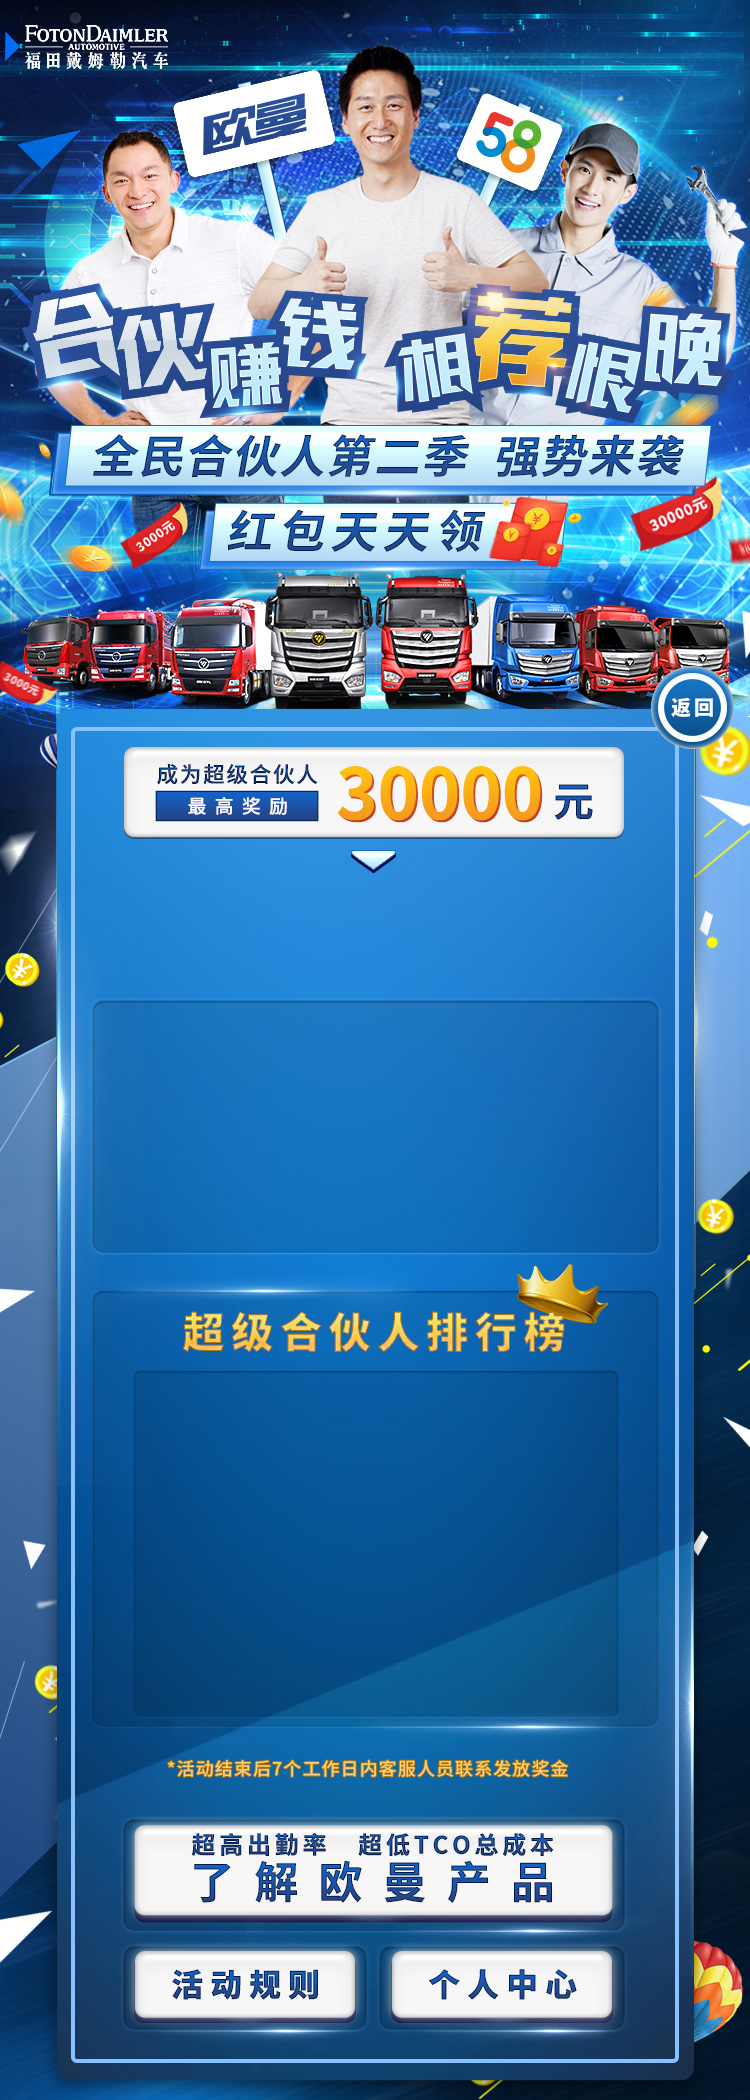 FOTONDAIMLER
AUTOMOTIVE
福田戴姆勒汽车
欧曼
58
合伙赚钱 相荐恨晚
全民合伙人第二季 强势来袭
红包天天领
3000元
30000元
3000元
返回
成为超级合伙人
最高奖励
30000元
超级合伙人排行榜
*活动结束后7个工作日内客服人员联系发放奖金
超高出勤率 超低TCO总成本
了解欧曼产品
活动规则
个人中心